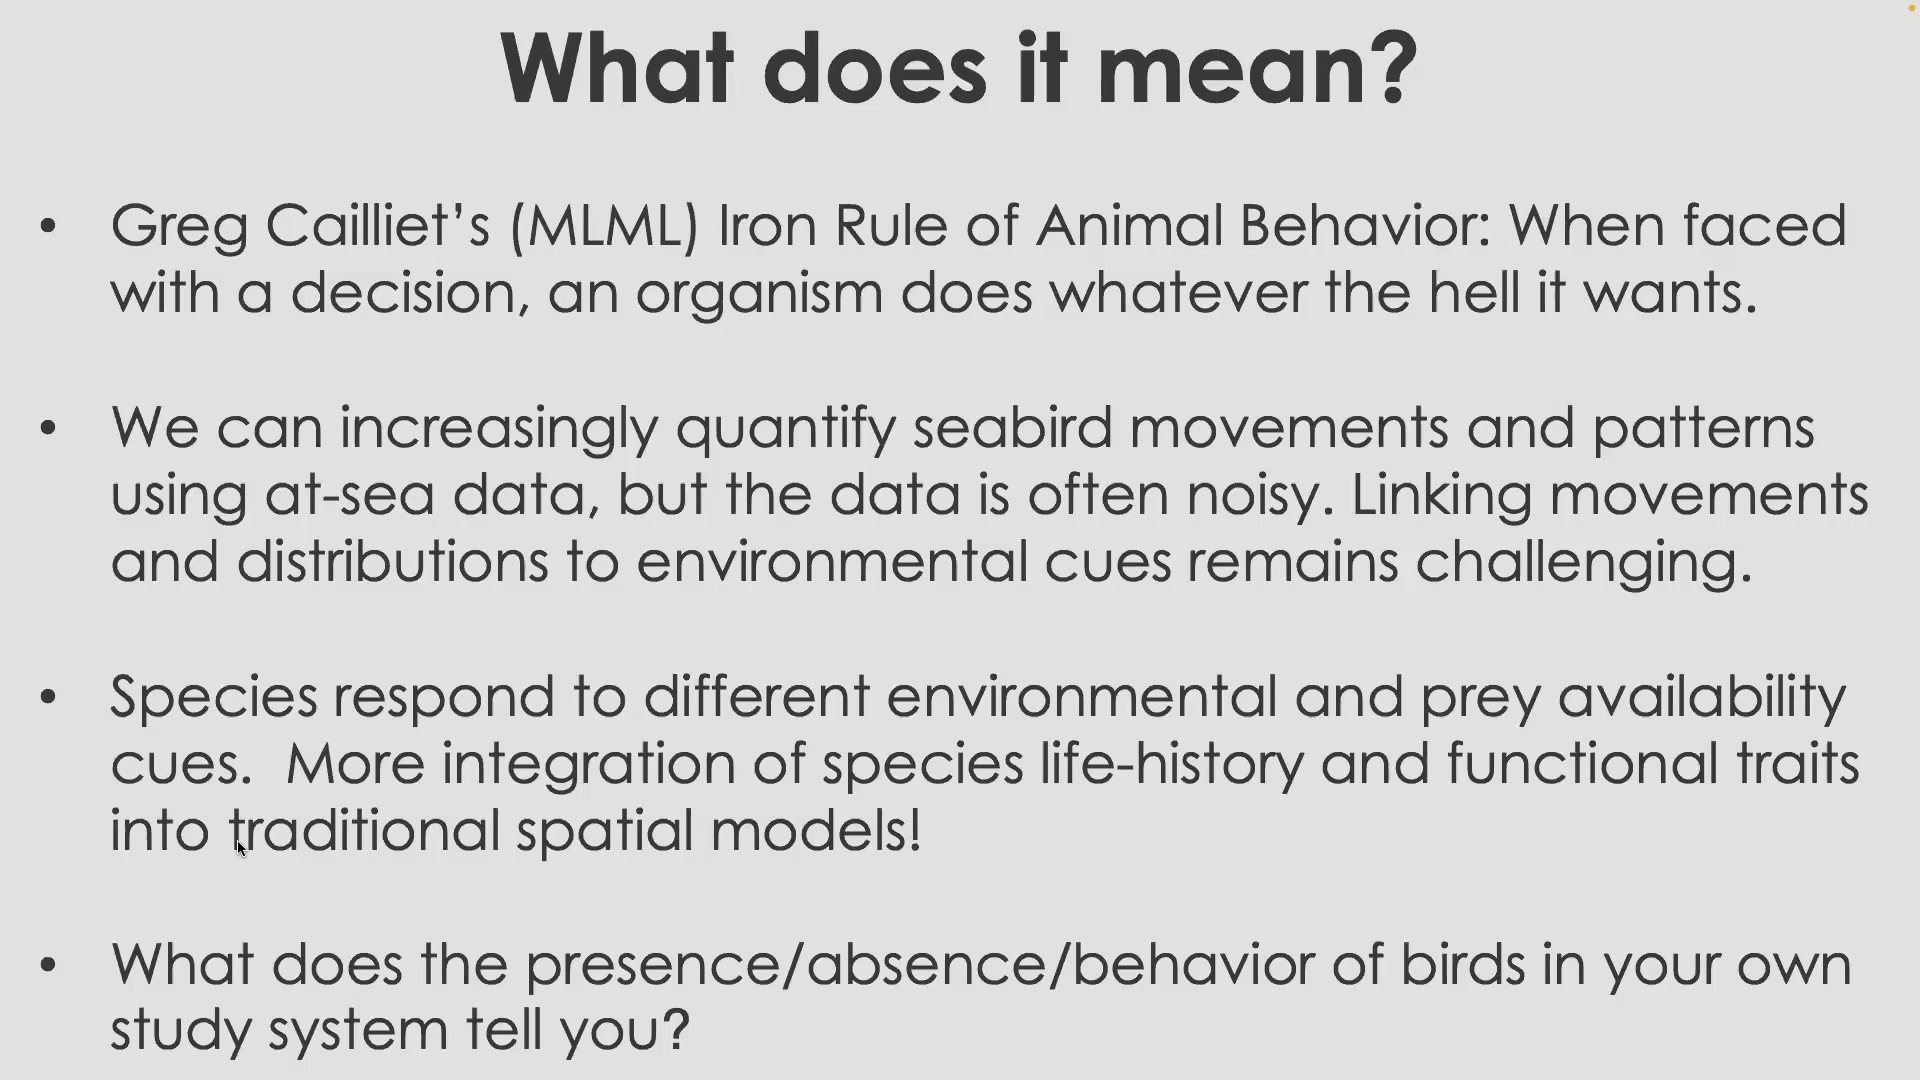 What does it mean?
• Greg Cailliet’s (MLML) Iron Rule of Animal Behavior: When faced
with a decision, an organism does whatever the hell it wants.
• We can increasingly quantify seabird movements and patterns
using at-sea data, but the data is often noisy. Linking movements
and distributions to environmental cues remains challenging.
• Species respond to different environmental and prey availability
cues.  More integration of species life-history and functional traits
into traditional spatial models!
• What does the presence/absence/behavior of birds in your own
study system tell you?